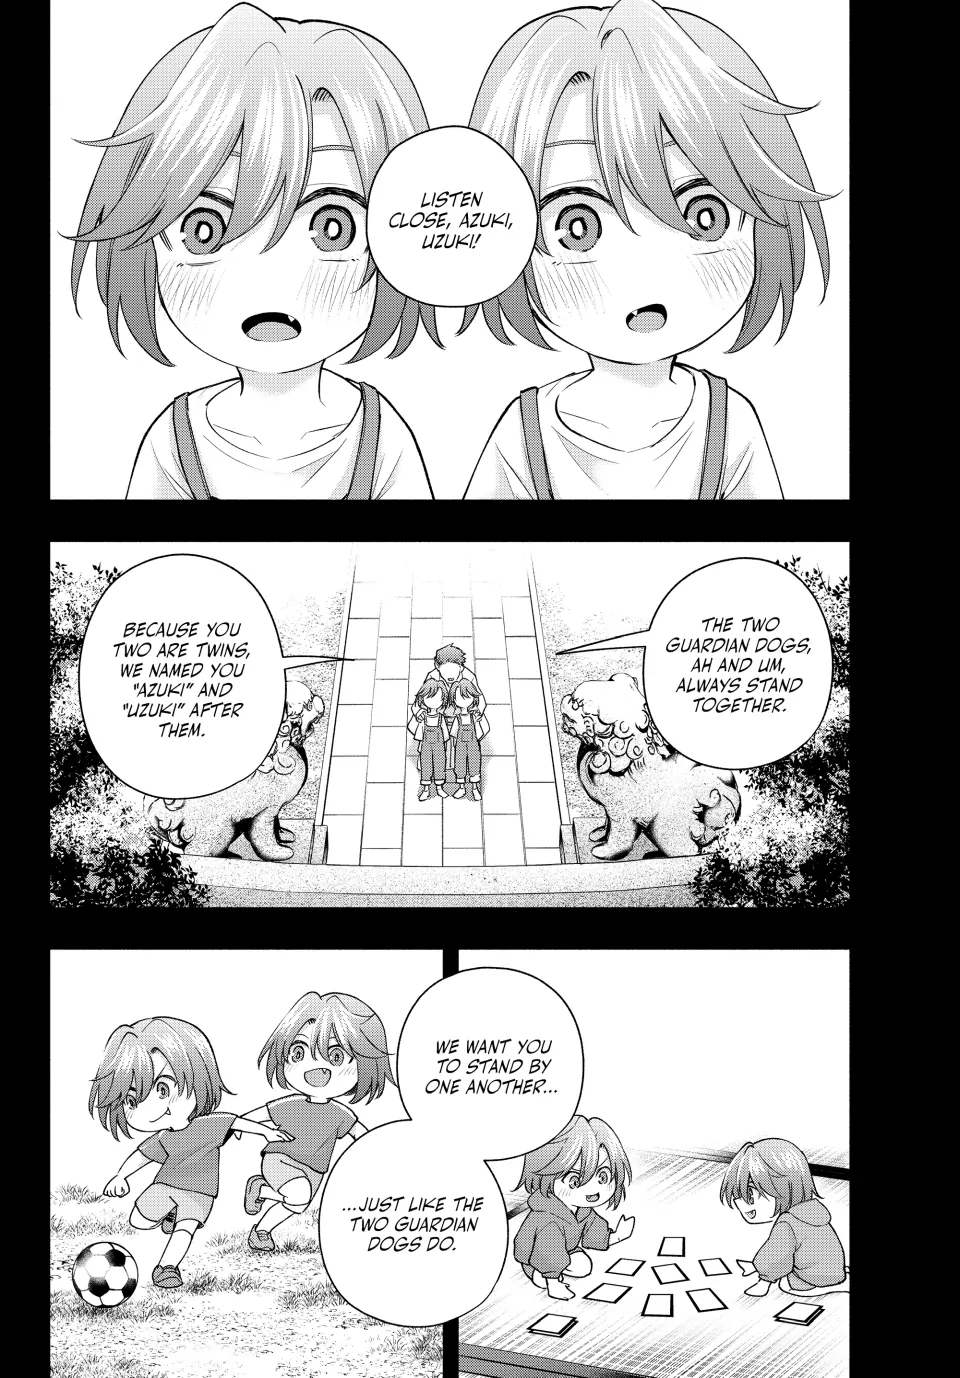 LISTEN
CLOSE, AZUKI,
UZUKI!
THE TWO
GUARDIAN DOGS,
AH AND UM,
ALWAYS STAND
TOGETHER.
BECAUSE YOU
TWO ARE TWINS,
WE NAMED YOU
"AZUKI" AND
"UZUKI" AFTER
THEM.
WE WANT YOU
TO STAND BY
ONE ANOTHER...
...JUST LIKE THE
TWO GUARDIAN
DOGS DO.